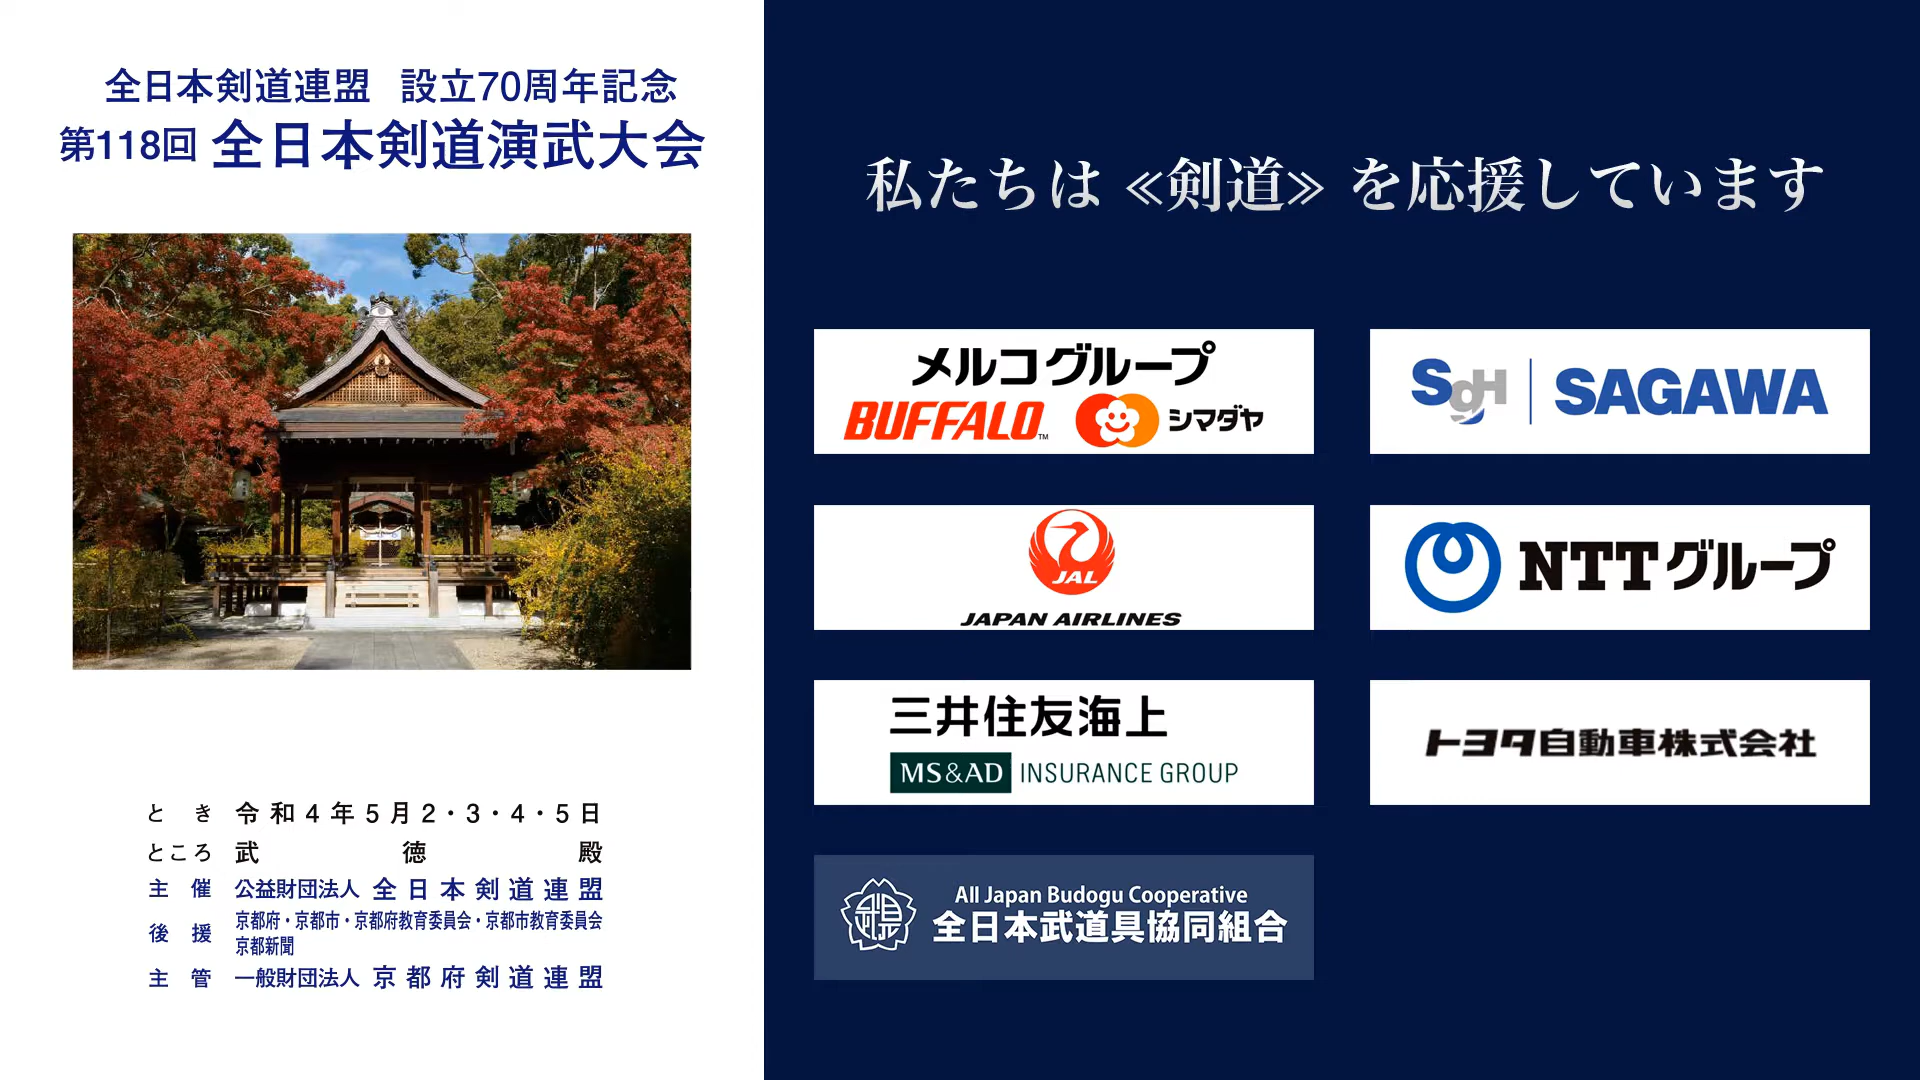 全日本剣道連盟 設立70周年記念
第118回 全日本剣道演武大会
とき 令和4年5月2・3・4・5日
ところ 武徳殿
主催 公益財団法人 全日本剣道連盟
後援 京都府・京都市・京都府教育委員会・京都市教育委員会
京都新聞
主管 一般財団法人 京都府剣道連盟
私たちは ≪剣道≫ を応援しています
メルコグループ
BUFFALO™ シマダヤ
SGH SAGAWA
JAL
JAPAN AIRLINES
NTTグループ
三井住友海上
MS&AD INSURANCE GROUP
トヨタ自動車株式会社
All Japan Budogu Cooperative
全日本武道具協同組合